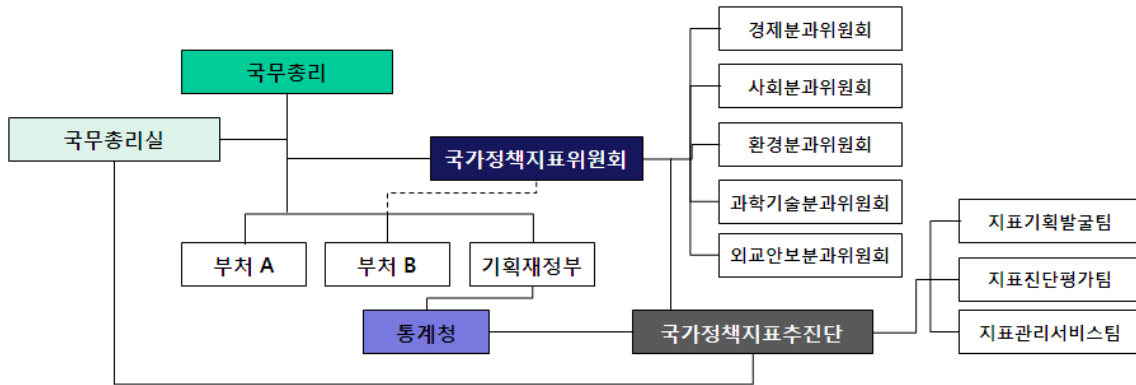 경제분과위원회
국무총리
사회분과위원회
국무총리실
국가정책지표위원회
환경분과위원회
과학기술분과위원회
지표기획발굴팀
부처 A
부처 B
기획재정부
외교안보분과위원회
지표진단평가팀
통계청
국가정책지표추진단
지표관리서비스팀